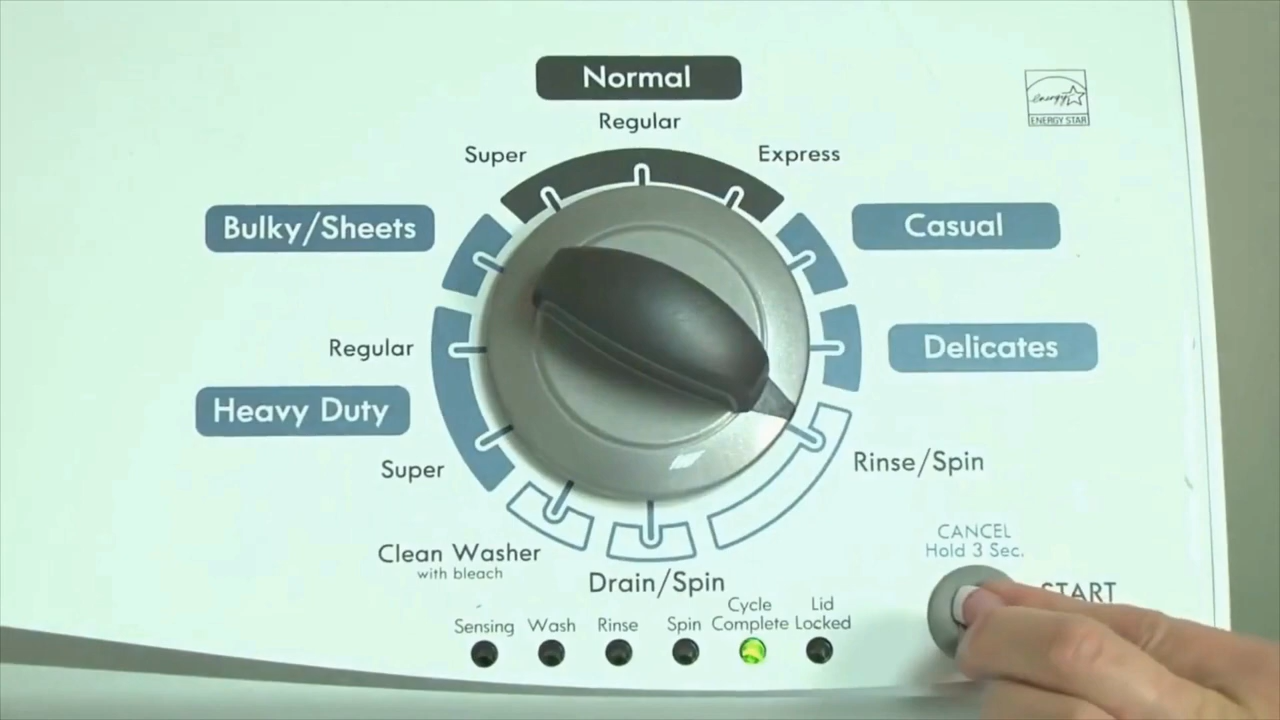 Normal
Regular
Super
Express
energy
ENERGY STAR
Bulky/Sheets
Casual
Regular
Delicates
Heavy Duty
Super
Rinse/Spin
CANCEL
Hold 3 Sec.
Clean Washer
with bleach
Drain/Spin
START
Sensing
Wash
Rinse
Spin
Cycle
Complete
Lid
Locked